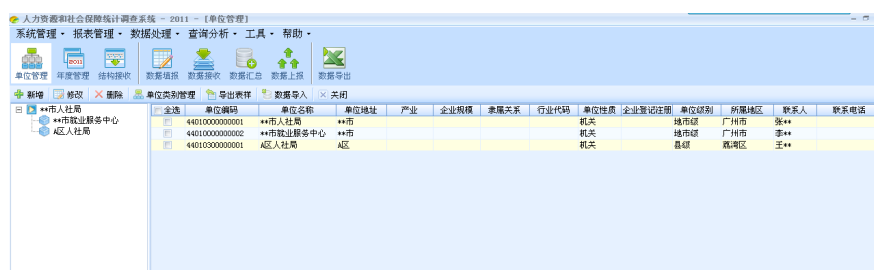 人力资源和社会保障统计调查系统 - 2011 - [单位管理]
系统管理 报表管理 数据处理 查询分析 工具 帮助
2011
单位管理 年度管理 结构接收 数据填报 数据接收 数据汇总 数据上报 数据导出
新增 修改 删除 单位类别管理 导出表样 数据导入 关闭
**市人社局
**市就业服务中心
A区人社局
全选 单位编码 单位名称 单位地址 产业 企业规模 隶属关系 行业代码 单位性质 企业登记注册 单位级别 所属地区 联系人 联系电话
44010000000001 **市人社局 **市 机关 地市级 广州市 张**
44010000000002 **市就业服务中心 **市 机关 地市级 广州市 李**
44010300000001 A区人社局 A区 机关 县级 荔湾区 王**